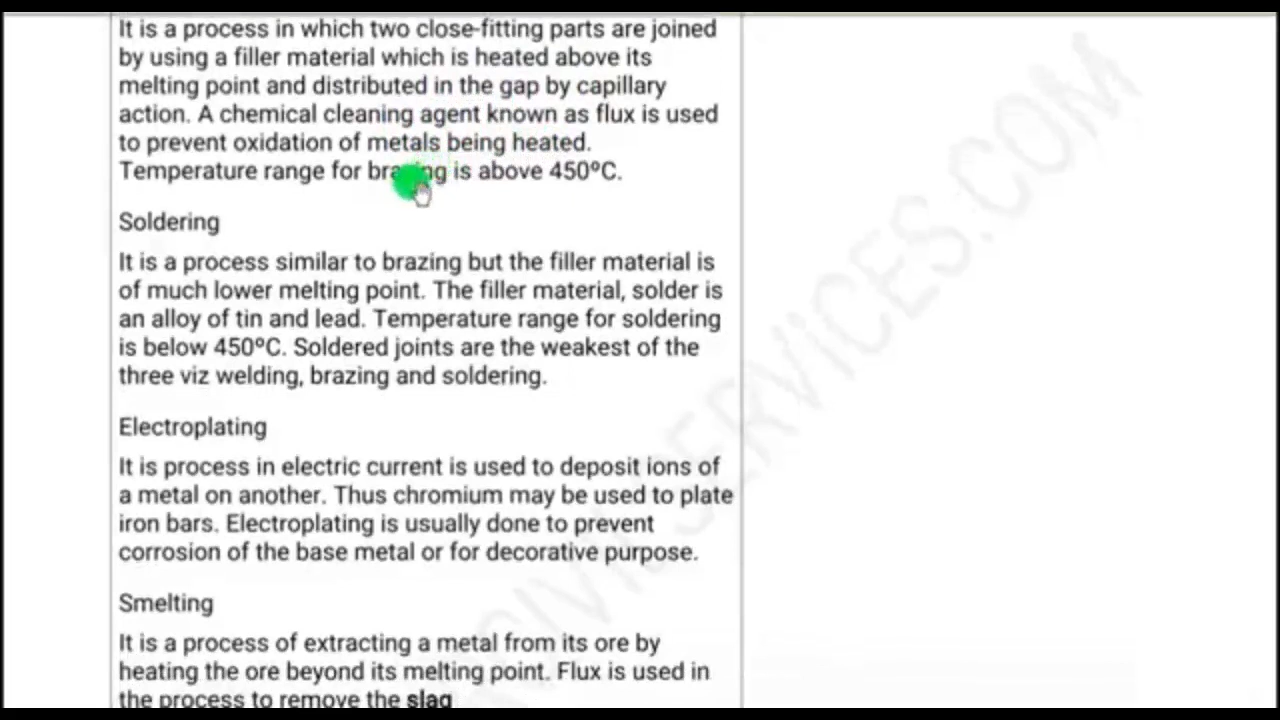 It is a process in which two close-fitting parts are joined
by using a filler material which is heated above its
melting point and distributed in the gap by capillary
action. A chemical cleaning agent known as flux is used
to prevent oxidation of metals being heated.
Temperature range for brazing is above 450ºC.
Soldering
It is a process similar to brazing but the filler material is
of much lower melting point. The filler material, solder is
an alloy of tin and lead. Temperature range for soldering
is below 450ºC. Soldered joints are the weakest of the
three viz welding, brazing and soldering.
Electroplating
It is process in electric current is used to deposit ions of
a metal on another. Thus chromium may be used to plate
iron bars. Electroplating is usually done to prevent
corrosion of the base metal or for decorative purpose.
Smelting
It is a process of extracting a metal from its ore by
heating the ore beyond its melting point. Flux is used in
the process to remove the slag
SERVICES.COM